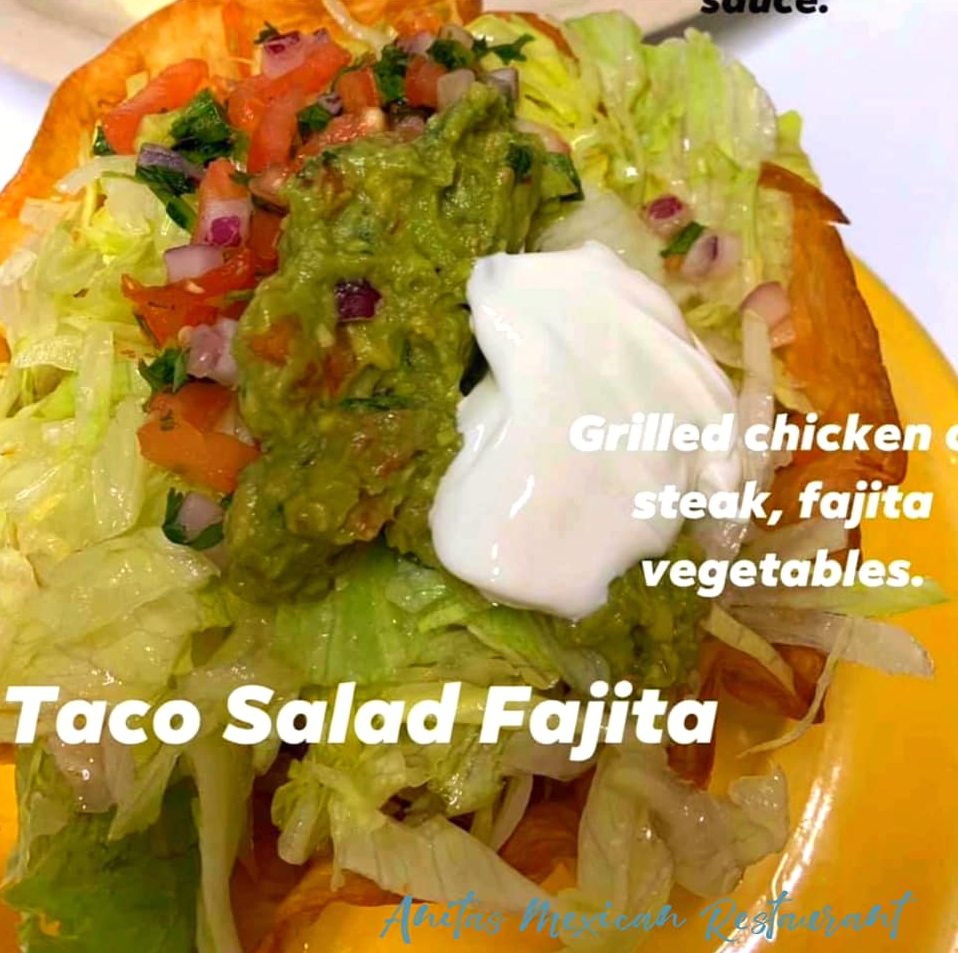 sauce.
Grilled chicken
steak, fajita
vegetables.
Taco Salad Fajita
Anitas Mexican Restaurant